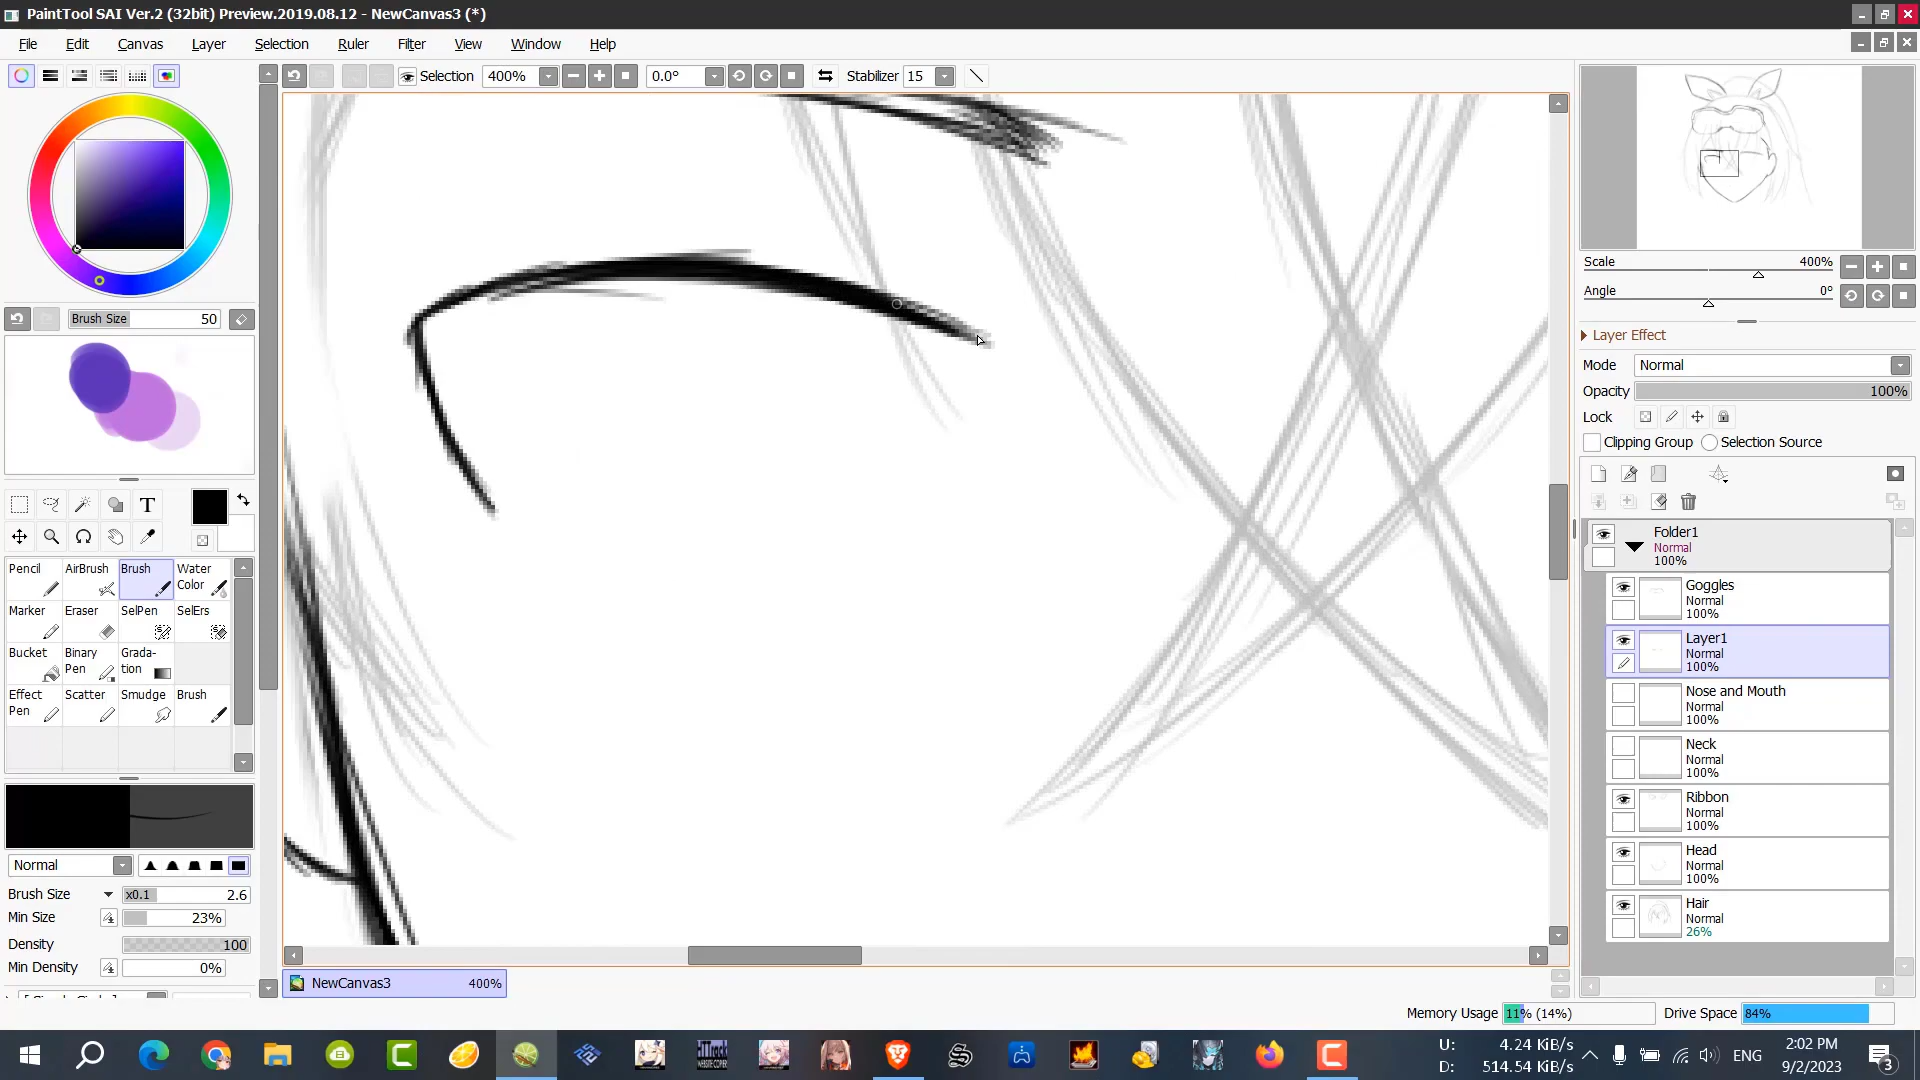 PaintTool SAI Ver.2 (32bit) Preview.2019.08.12 - NewCanvas3 (*)
File Edit Canvas Layer Selection Ruler Filter View Window Help
Selection 400% 0.0° Stabilizer 15
Brush Size 50
T
Pencil AirBrush Brush Water Color
Marker Eraser SelPen SelErs
Bucket Binary Pen Grada-tion
Effect Pen Scatter Smudge Brush
Normal
Brush Size x0.1 2.6
Min Size 23%
Density 100
Min Density 0%
NewCanvas3 400%
Scale 400%
Angle 0°
Layer Effect
Mode Normal
Opacity 100%
Lock
Clipping Group Selection Source
Folder1
Normal
100%
Goggles
Normal
100%
Layer1
Normal
100%
Nose and Mouth
Normal
100%
Neck
Normal
100%
Ribbon
Normal
100%
Head
Normal
100%
Hair
Normal
26%
Memory Usage 11% (14%) Drive Space 84%
U: 4.24 KiB/s
D: 514.54 KiB/s
ENG
2:02 PM
9/2/2023
3